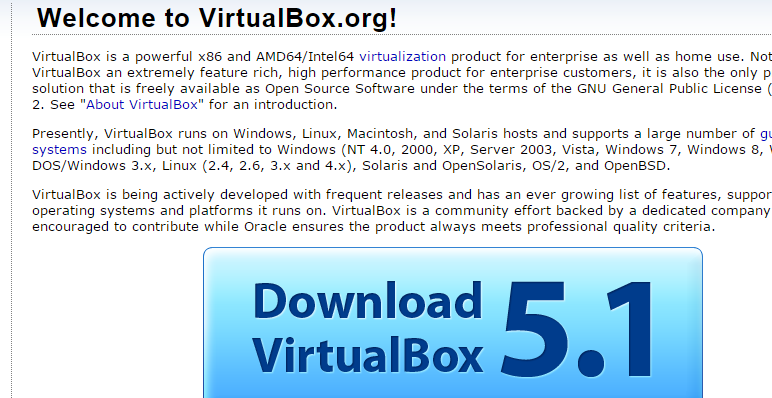 Welcome to VirtualBox.org!
VirtualBox is a powerful x86 and AMD64/Intel64 virtualization product for enterprise as well as home use. Not
VirtualBox an extremely feature rich, high performance product for enterprise customers, it is also the only p
solution that is freely available as Open Source Software under the terms of the GNU General Public License (
2. See "About VirtualBox" for an introduction.
Presently, VirtualBox runs on Windows, Linux, Macintosh, and Solaris hosts and supports a large number of gu
systems including but not limited to Windows (NT 4.0, 2000, XP, Server 2003, Vista, Windows 7, Windows 8,
DOS/Windows 3.x, Linux (2.4, 2.6, 3.x and 4.x), Solaris and OpenSolaris, OS/2, and OpenBSD.
VirtualBox is being actively developed with frequent releases and has an ever growing list of features, suppor
operating systems and platforms it runs on. VirtualBox is a community effort backed by a dedicated company
encouraged to contribute while Oracle ensures the product always meets professional quality criteria.
Download
VirtualBox 5.1